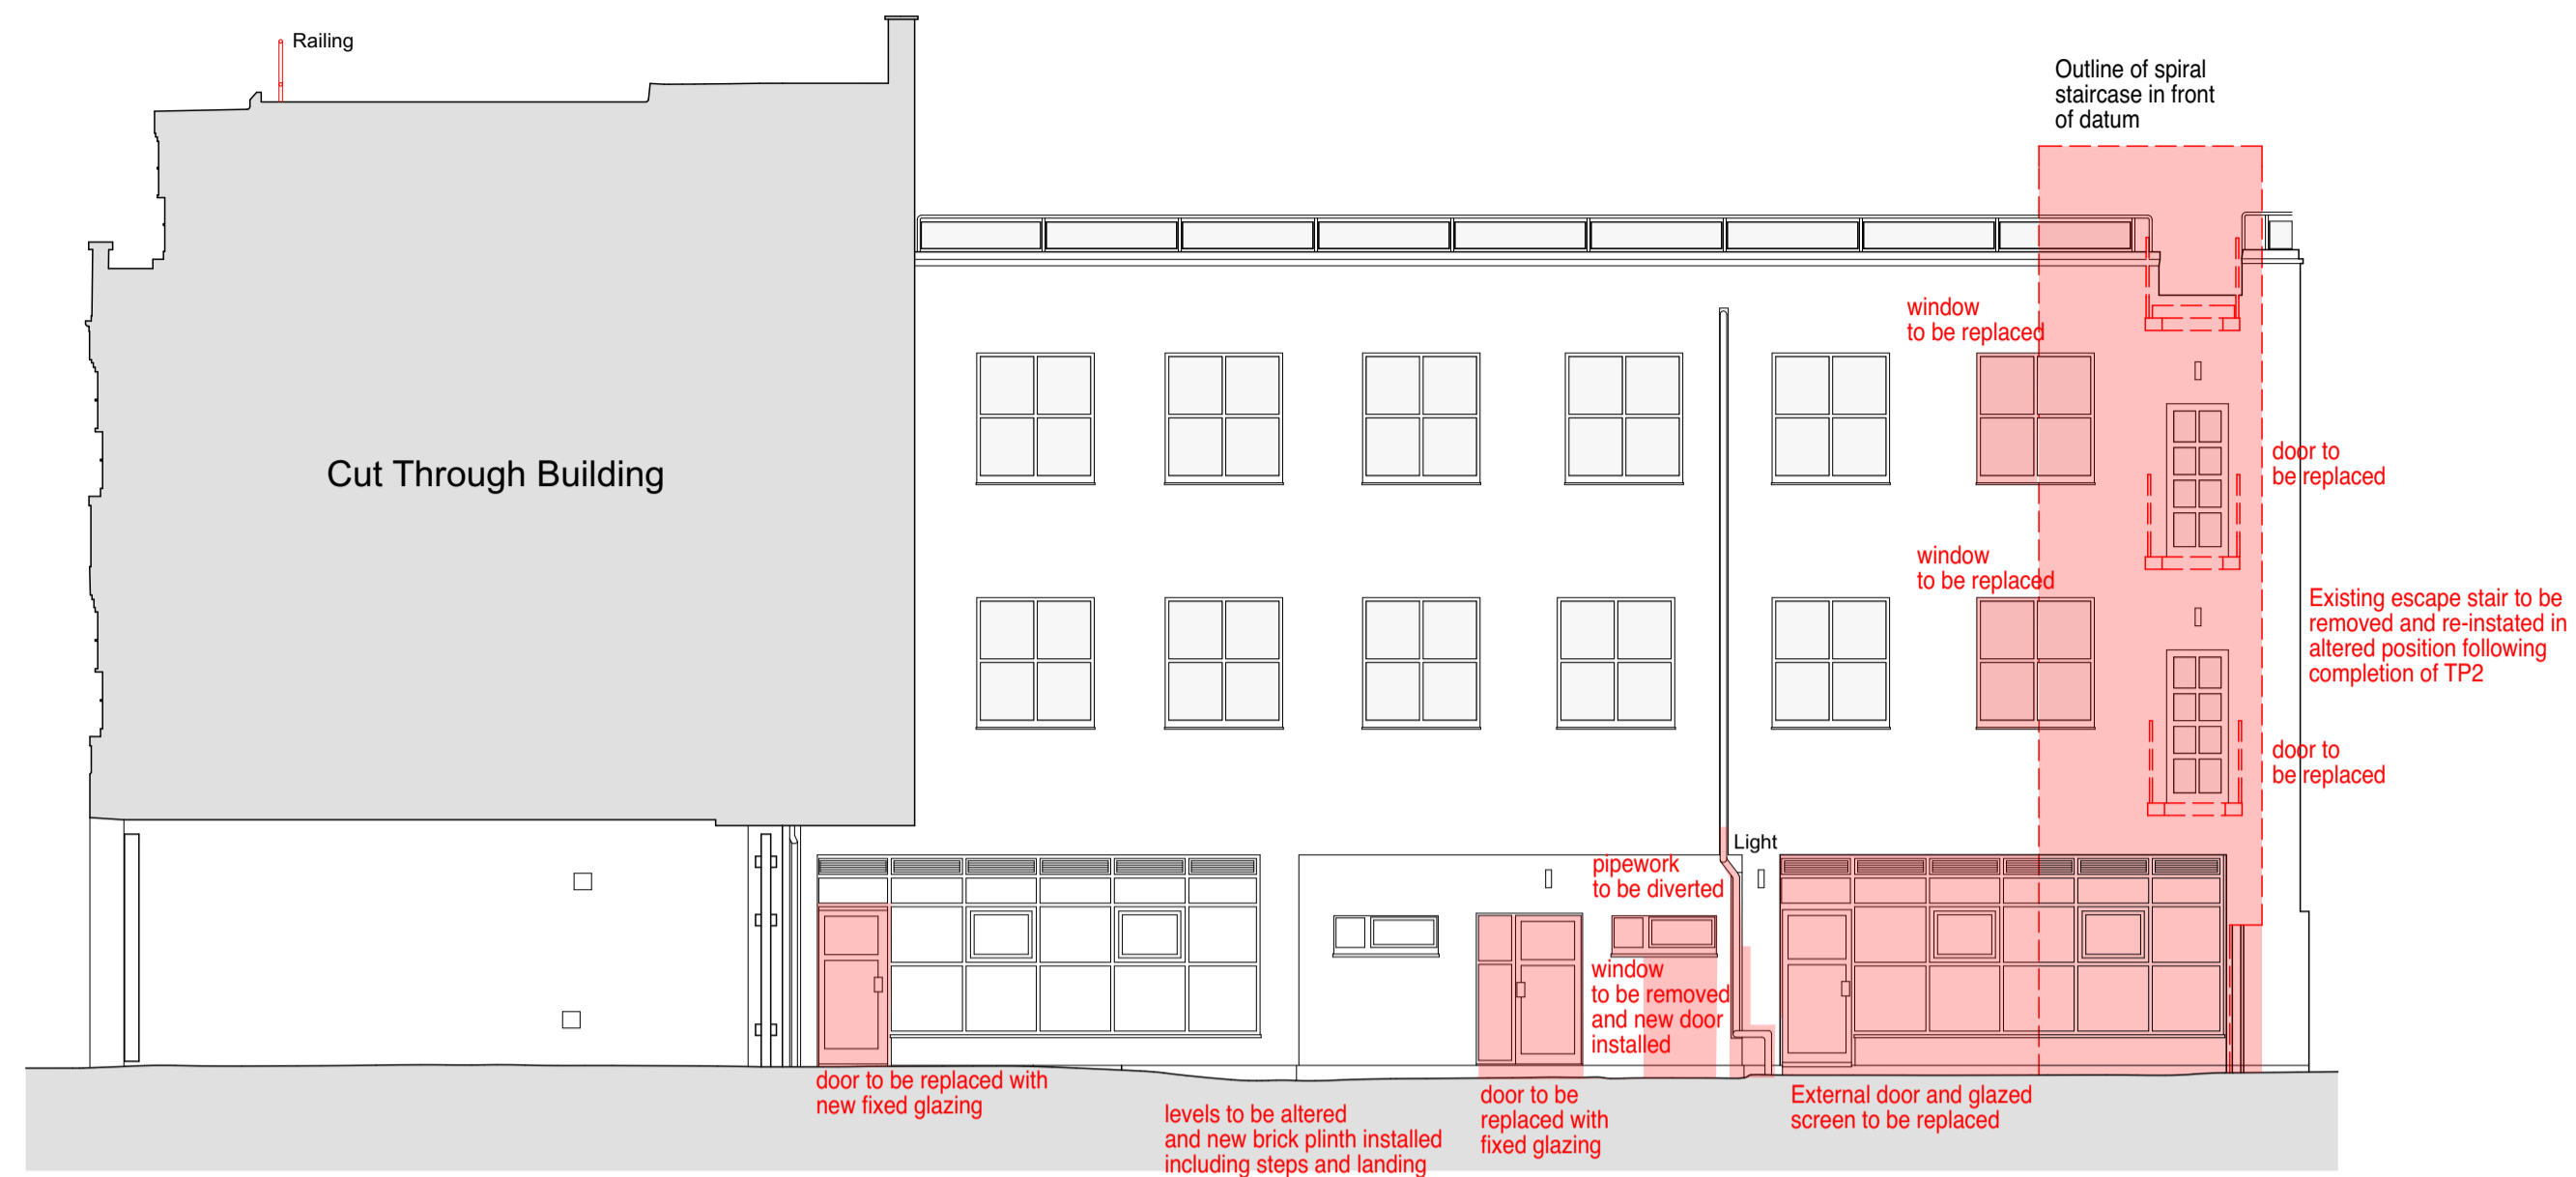 Railing
Outline of spiral
staircase in front
of datum
window
to be replaced
Cut Through Building
door to
be replaced
window
to be replaced
Existing escape stair to be
removed and re-instated in
altered position following
completion of TP2
door to
be replaced
Light
pipework
to be diverted
window
to be removed
and new door
installed
door to be replaced with
new fixed glazing
levels to be altered
and new brick plinth installed
including steps and landing
door to be
replaced with
fixed glazing
External door and glazed
screen to be replaced